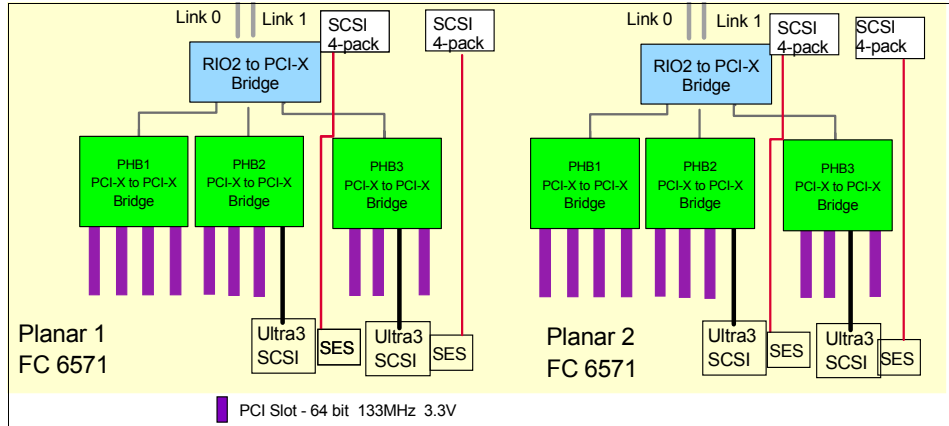 Link 0
Link 1
SCSI
4-pack
SCSI
4-pack
RIO2 to PCI-X
Bridge
PHB1
PCI-X to PCI-X
Bridge
PHB2
PCI-X to PCI-X
Bridge
PHB3
PCI-X to PCI-X
Bridge
Planar 1
FC 6571
Ultra3
SCSI
SES
Ultra3
SCSI
SES
Link 0
Link 1
SCSI
4-pack
SCSI
4-pack
RIO2 to PCI-X
Bridge
PHB1
PCI-X to PCI-X
Bridge
PHB2
PCI-X to PCI-X
Bridge
PHB3
PCI-X to PCI-X
Bridge
Planar 2
FC 6571
Ultra3
SCSI
SES
Ultra3
SCSI
SES
PCI Slot - 64 bit 133MHz 3.3V